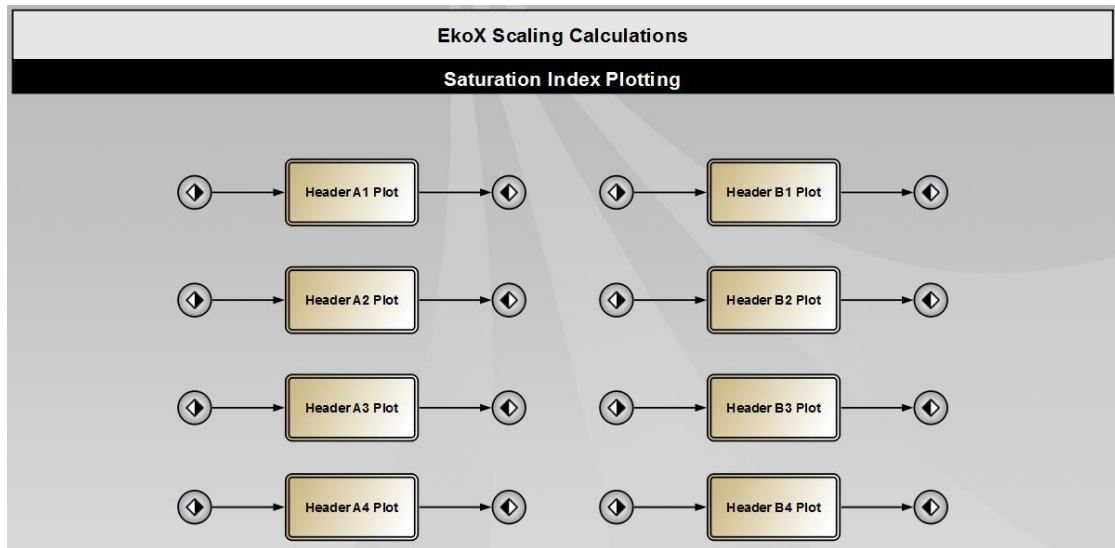 EkoX Scaling Calculations
Saturation Index Plotting
Header A1 Plot
Header B1 Plot
Header A2 Plot
Header B2 Plot
Header A3 Plot
Header B3 Plot
Header A4 Plot
Header B4 Plot